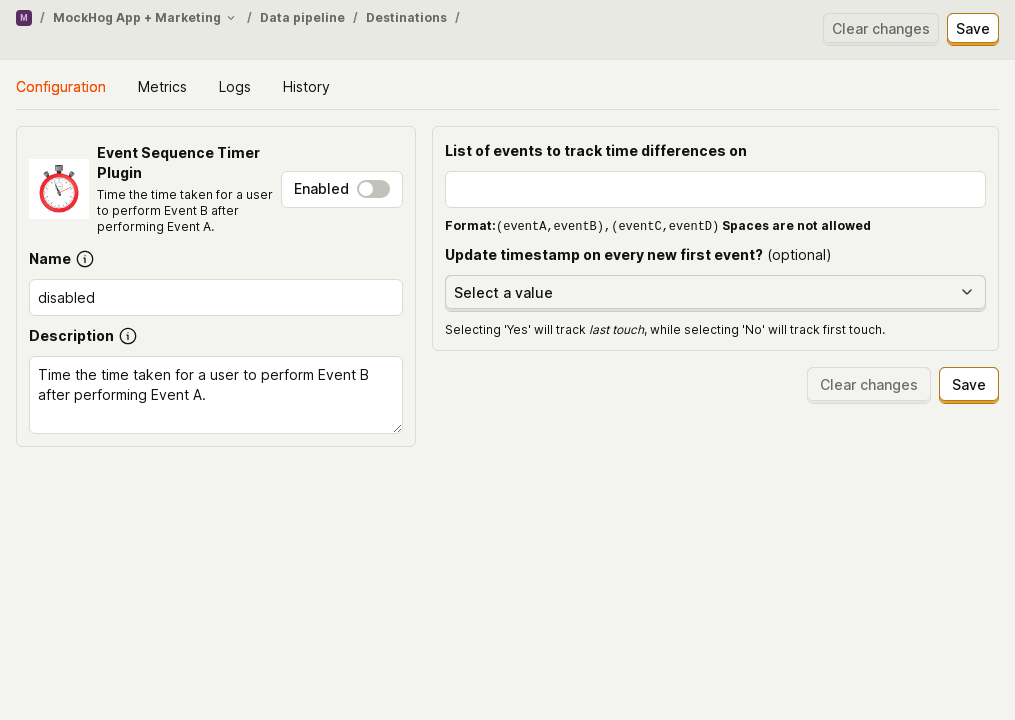 M / MockHog App + Marketing / Data pipeline / Destinations /
Clear changes Save
Configuration Metrics Logs History
Event Sequence Timer
Plugin
Time the time taken for a user
to perform Event B after
performing Event A.
Enabled
Name
disabled
Description
Time the time taken for a user to perform Event B
after performing Event A.
List of events to track time differences on
Format:(eventA,eventB),(eventC,eventD) Spaces are not allowed
Update timestamp on every new first event? (optional)
Select a value
Selecting 'Yes' will track last touch, while selecting 'No' will track first touch.
Clear changes Save